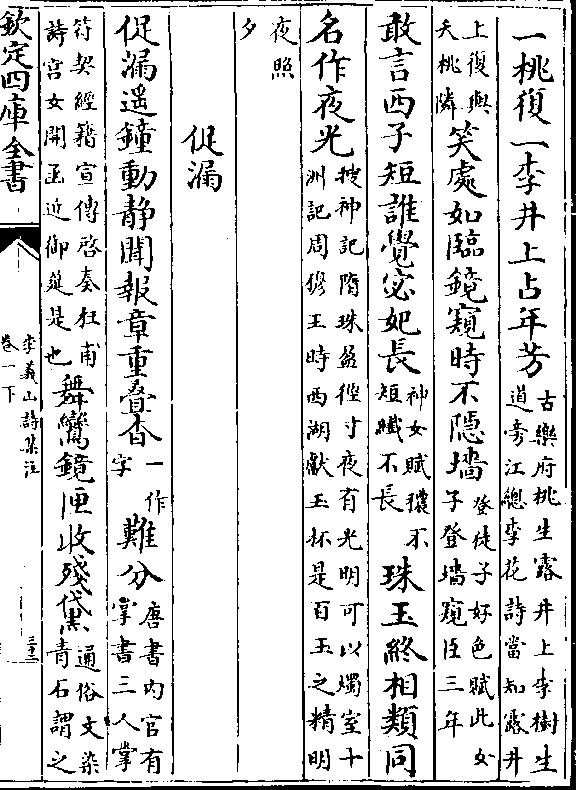 一桃復一李井上占年芳古樂府桃生露井上李樹生道旁江總李花詩當知露井
上復與夭桃隣笑處如臨鏡窺時不隱墻登徒子好色賦此女子登墻窺臣三年
敢言西子短誰覺宓妃長神女賦穠不短纖不長珠玉終相類同
名作夜光搜神記隋珠盈徑寸夜有光明可以燭室十洲記周穆王時西湖獻玉杯是百玉之精明
夜照夕
促漏
促漏遥鐘動静聞報章重疊杳一作字難分唐書内官有掌書三人掌
符契經籍宣傳啓奏杜甫詩宫女開函近御筵是也舞鸞鏡匣收殘黛通俗文染青石謂之
欽定四庫全書
李義山詩集注
卷一下